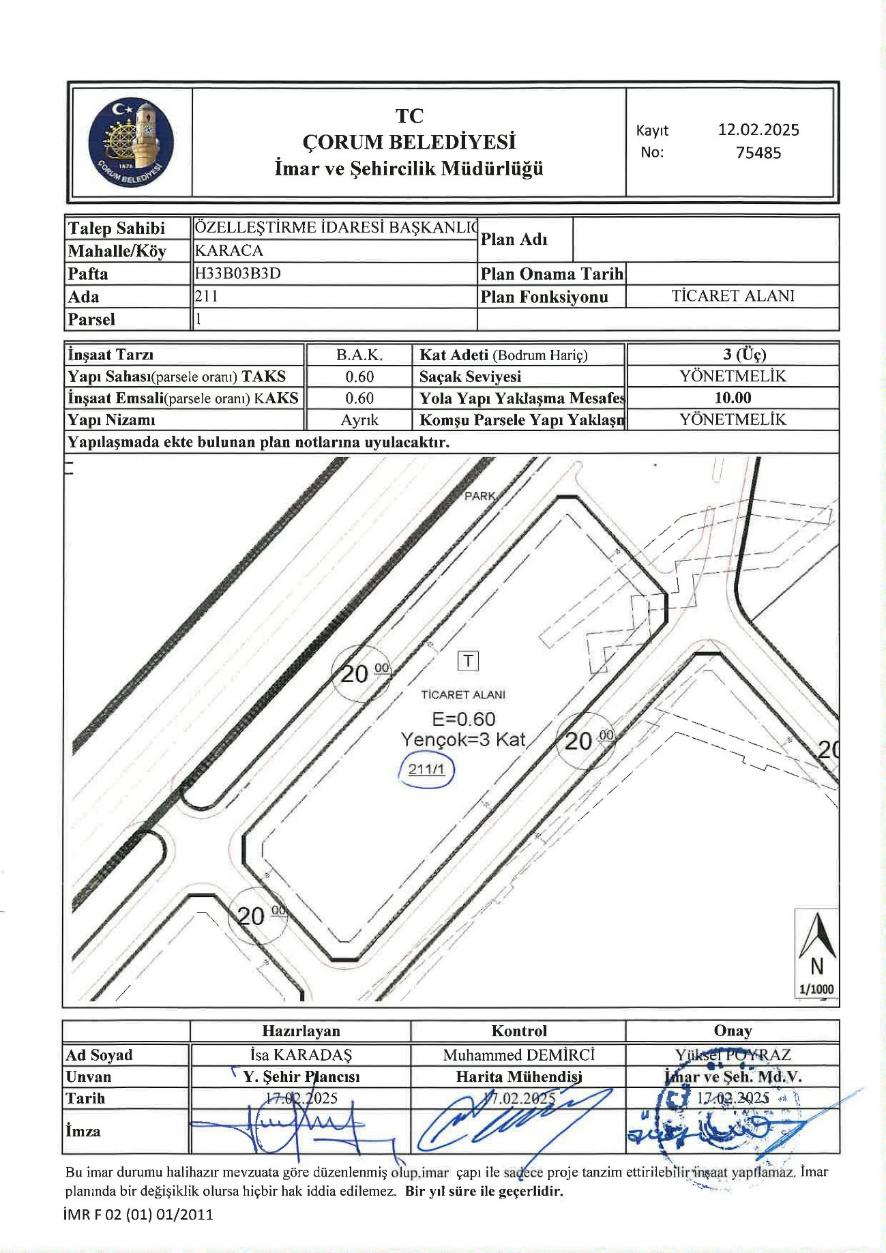 TC
ÇORUM BELEDİYESİ
İmar ve Şehircilik Müdürlüğü
Kayıt No: 12.02.2025 75485
1878
ÇORUM BELEDİYESİ
Talep Sahibi ÖZELLEŞTİRME İDARESİ BAŞKANLIĞ Plan Adı
Mahalle/Köy KARACA
Pafta H33B03B3D Plan Onama Tarih
Ada 211 Plan Fonksiyonu TİCARET ALANI
Parsel 1
İnşaat Tarzı B.A.K. Kat Adeti (Bodrum Hariç) 3 (Üç)
Yapı Sahası(parsele oranı) TAKS 0.60 Saçak Seviyesi YÖNETMELİK
İnşaat Emsali(parsele oranı) KAKS 0.60 Yola Yapı Yaklaşma Mesafes 10.00
Yapı Nizamı Ayrık Komşu Parsele Yapı Yaklaşn YÖNETMELİK
Yapılaşmada ekte bulunan plan notlarına uyulacaktır.
PARK
20 00
T
TİCARET ALANI
E=0.60
Yençok=3 Kat
20 00
20
211/1
20 00
N
1/1000
Hazırlayan Kontrol Onay
Ad Soyad İsa KARADAŞ Muhammed DEMİRCİ Yüksel POYRAZ
Unvan Y. Şehir Plancısı Harita Mühendisi İmar ve Şeh. Md.V.
Tarih 17.02.2025 17.02.2025 17.02.2025
İmza
Bu imar durumu halihazır mevzuata göre düzenlenmiş olup,imar çapı ile sadece proje tanzim ettirilebilir inşaat yapılamaz. İmar
planında bir değişiklik olursa hiçbir hak iddia edilemez. Bir yıl süre ile geçerlidir.
İMR F 02 (01) 01/2011